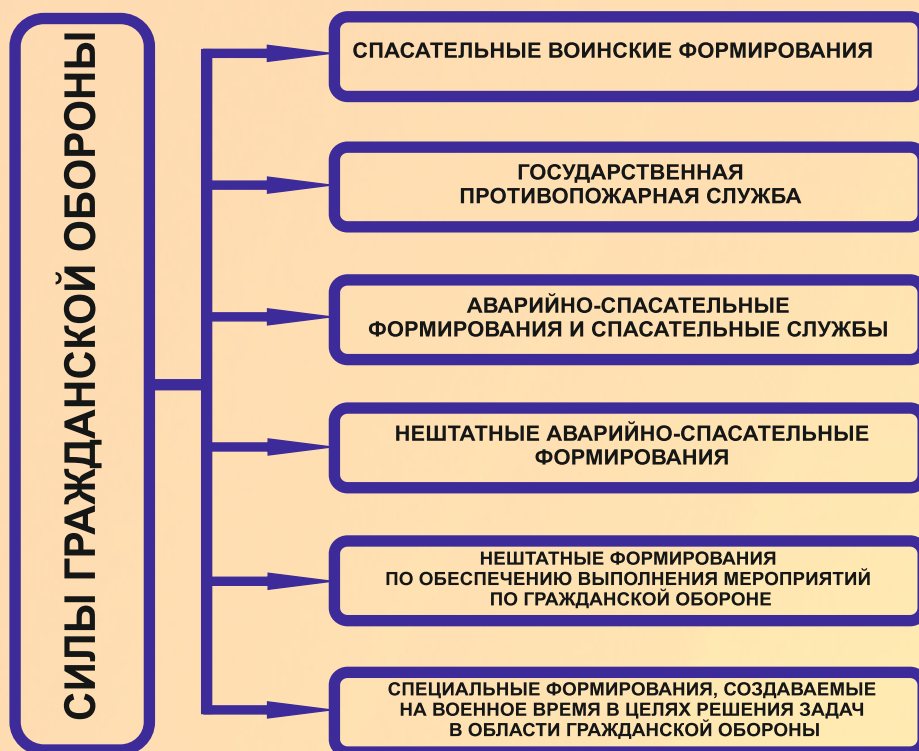 СИЛЫ ГРАЖДАНСКОЙ ОБОРОНЫ
СПАСАТЕЛЬНЫЕ ВОИНСКИЕ ФОРМИРОВАНИЯ
ГОСУДАРСТВЕННАЯ
ПРОТИВОПОЖАРНАЯ СЛУЖБА
АВАРИЙНО-СПАСАТЕЛЬНЫЕ
ФОРМИРОВАНИЯ И СПАСАТЕЛЬНЫЕ СЛУЖБЫ
НЕШТАТНЫЕ АВАРИЙНО-СПАСАТЕЛЬНЫЕ
ФОРМИРОВАНИЯ
НЕШТАТНЫЕ ФОРМИРОВАНИЯ
ПО ОБЕСПЕЧЕНИЮ ВЫПОЛНЕНИЯ МЕРОПРИЯТИЙ
ПО ГРАЖДАНСКОЙ ОБОРОНЕ
СПЕЦИАЛЬНЫЕ ФОРМИРОВАНИЯ, СОЗДАВАЕМЫЕ
НА ВОЕННОЕ ВРЕМЯ В ЦЕЛЯХ РЕШЕНИЯ ЗАДАЧ
В ОБЛАСТИ ГРАЖДАНСКОЙ ОБОРОНЫ